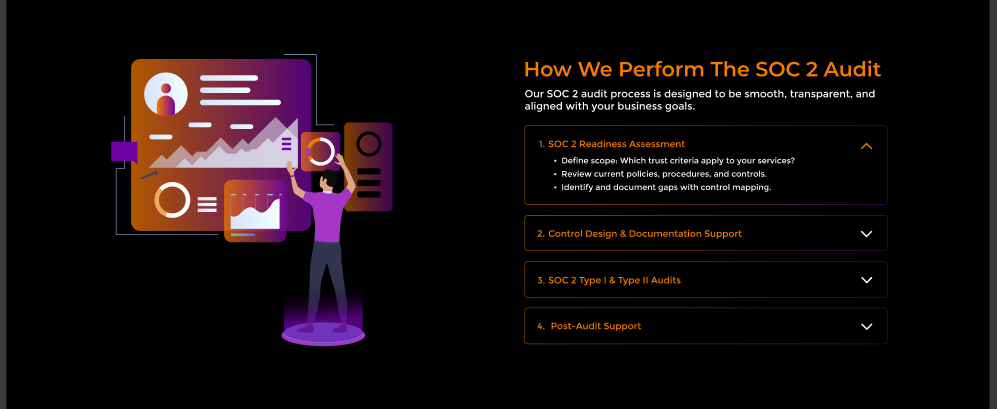 How We Perform The SOC 2 Audit
Our SOC 2 audit process is designed to be smooth, transparent, and
aligned with your business goals.
1. SOC 2 Readiness Assessment
• Define scope: Which trust criteria apply to your services?
• Review current policies, procedures, and controls.
• Identify and document gaps with control mapping.
2. Control Design & Documentation Support
3. SOC 2 Type I & Type II Audits
4. Post-Audit Support